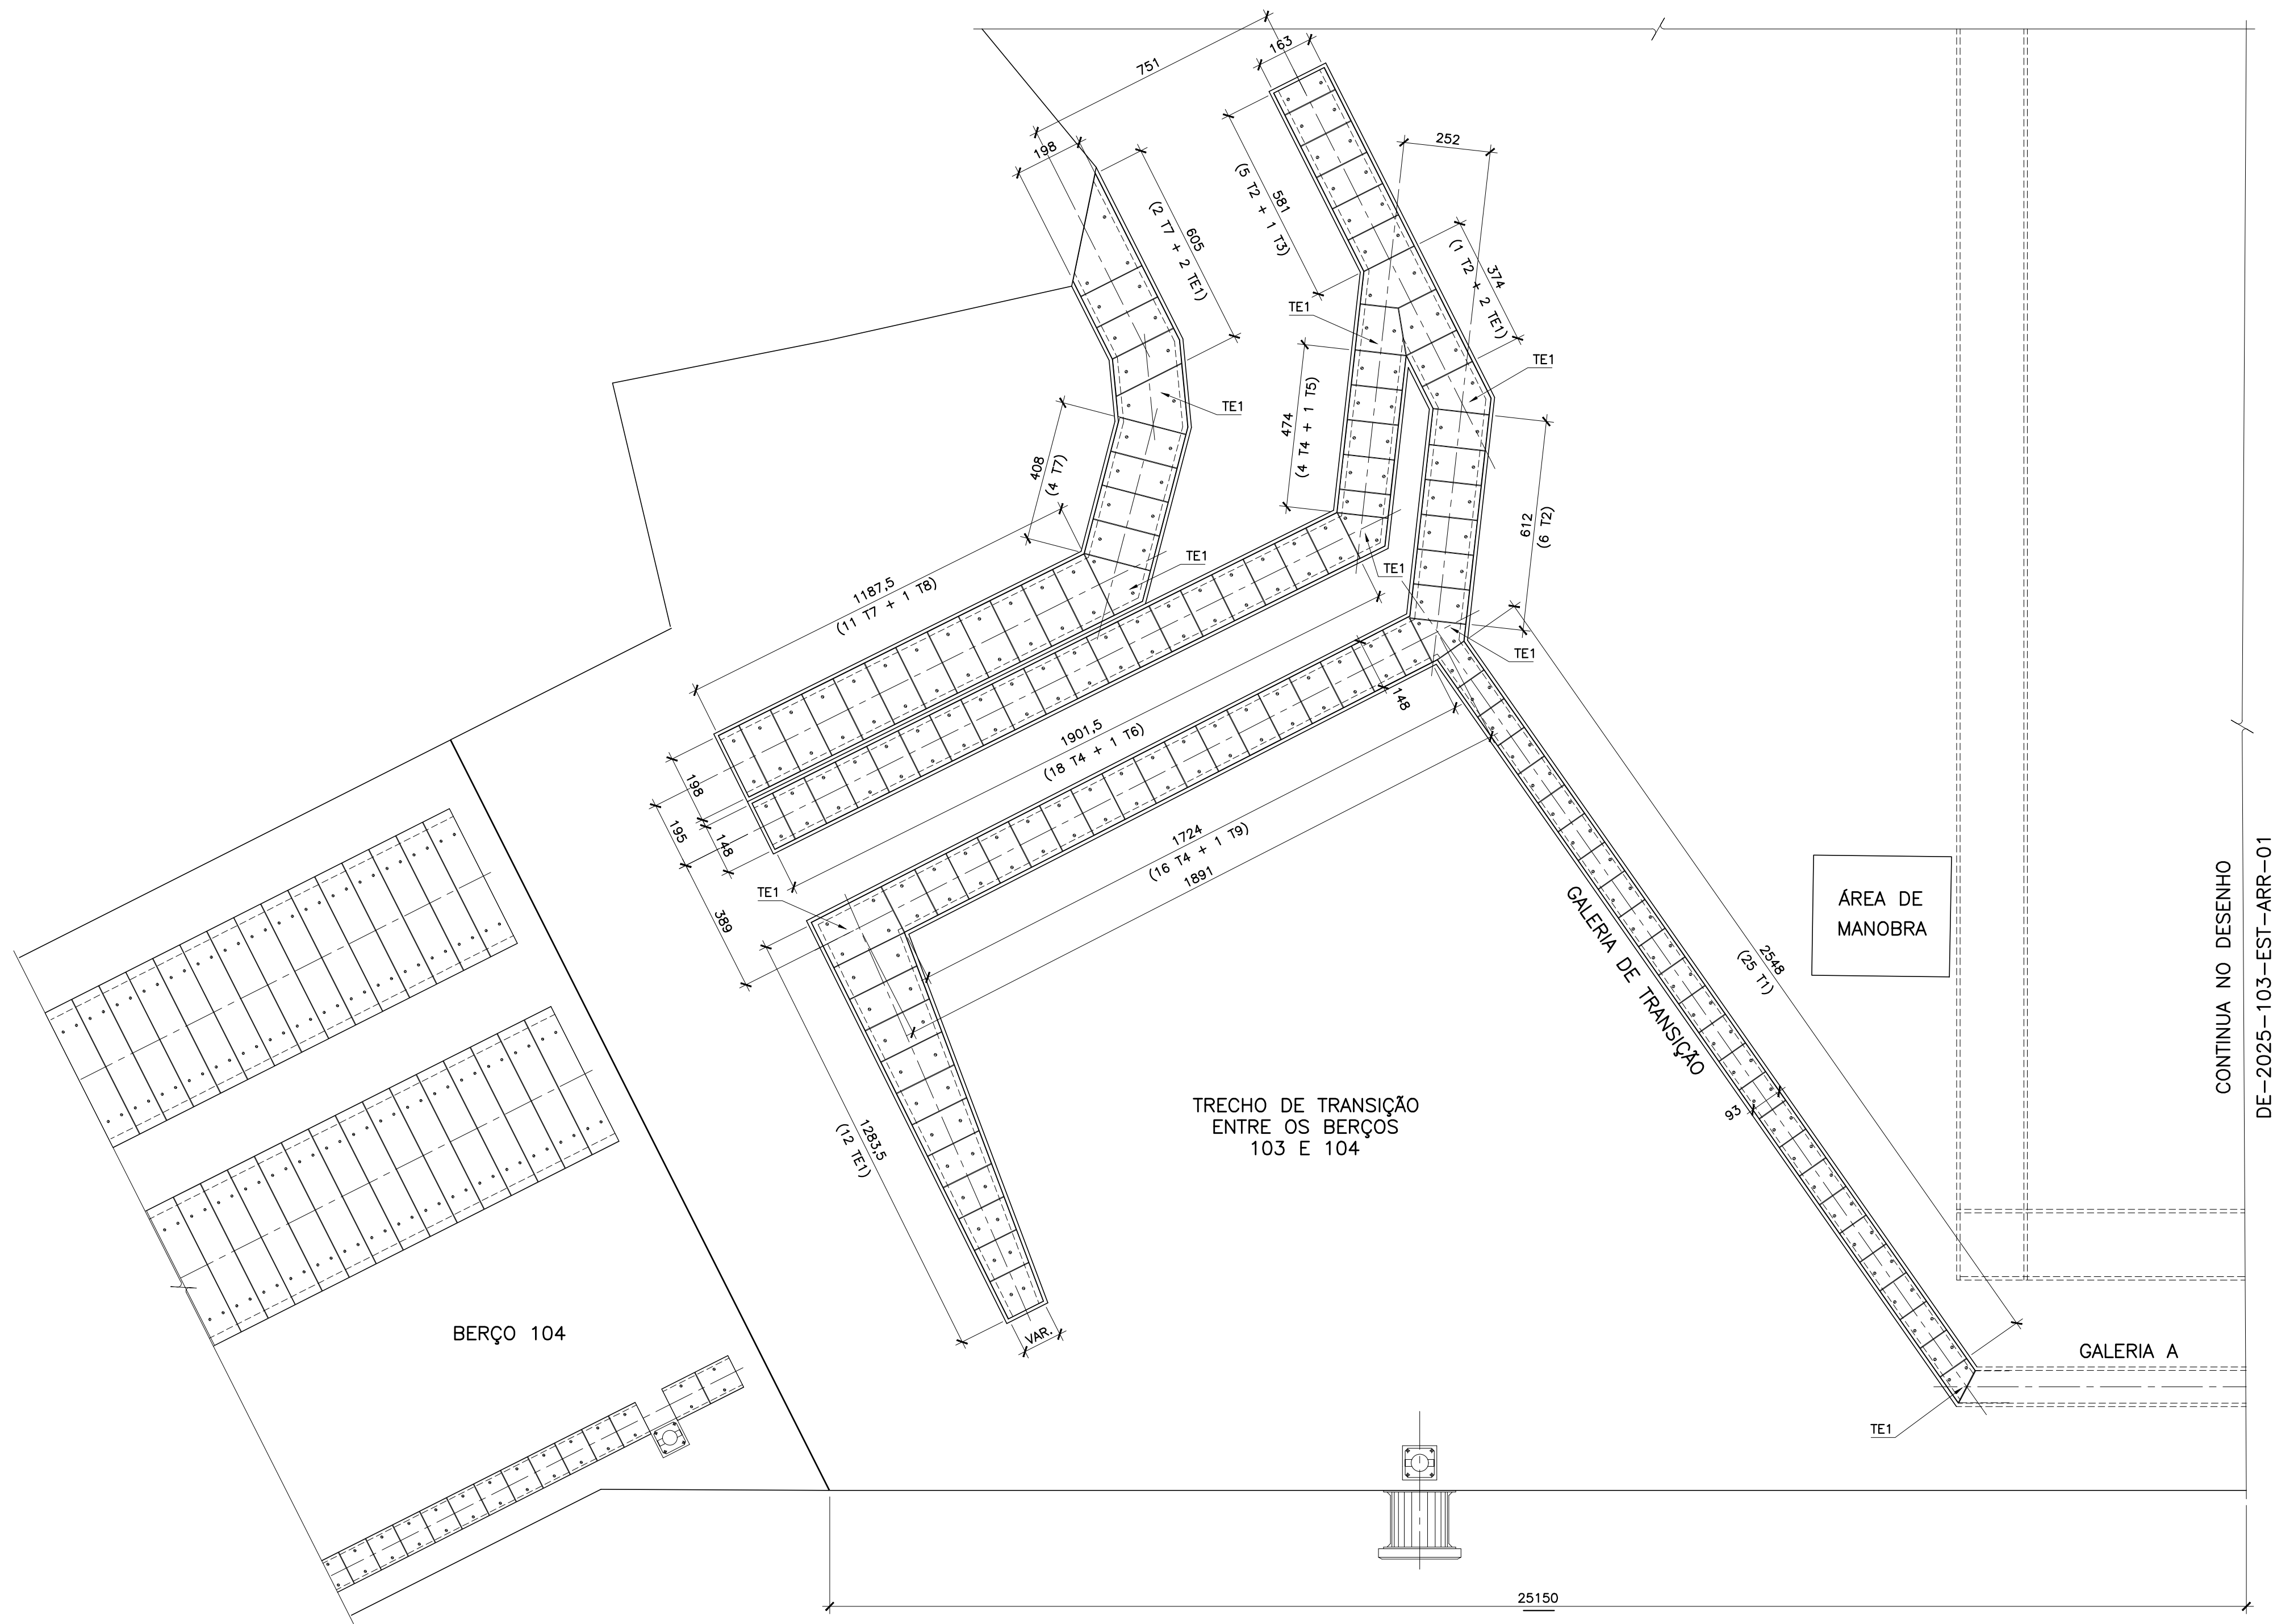 163
751
252
198
581
(5 T2 + 1 T3)
605
(2 T7 + 2 TE1)
374
(1 T2 + 2 TE1)
TE1
TE1
TE1
474
(4 T4 + 1 T5)
408
(4 T7)
612
(6 T2)
TE1
TE1
1187,5
(11 T7 + 1 T8)
TE1
148
1901,5
(18 T4 + 1 T6)
198
195
148
1724
(16 T4 + 1 T9)
1891
TE1
389
ÁREA DE
MANOBRA
GALERIA DE TRANSIÇÃO
2548
(25 T1)
CONTINUA NO DESENHO
DE-2025-103-EST-ARR-01
1283,5
(12 TE1)
TRECHO DE TRANSIÇÃO
ENTRE OS BERÇOS
103 E 104
93
BERÇO 104
VAR.
GALERIA A
TE1
25150